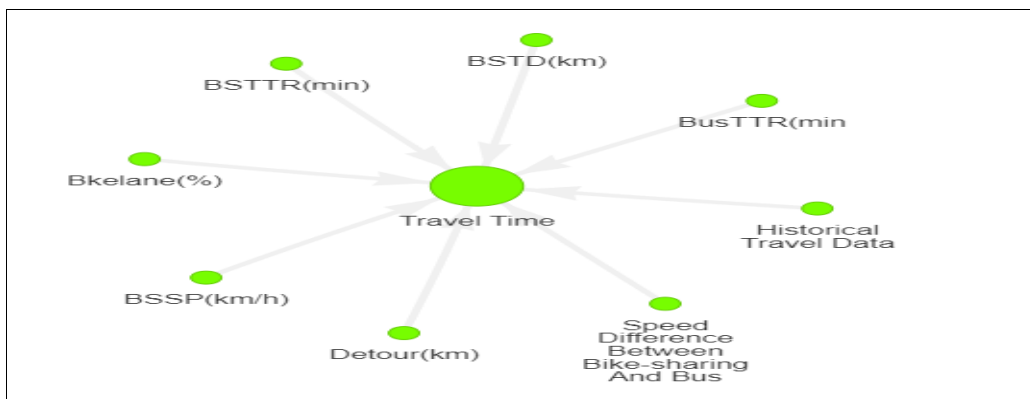 BSTD(km)
BSTTR(min)
BusTTR(min
Bkelane(%)
Travel Time
Historical
Travel Data
BSSP(km/h)
Detour(km)
Speed
Difference
Between
Bike-sharing
And Bus